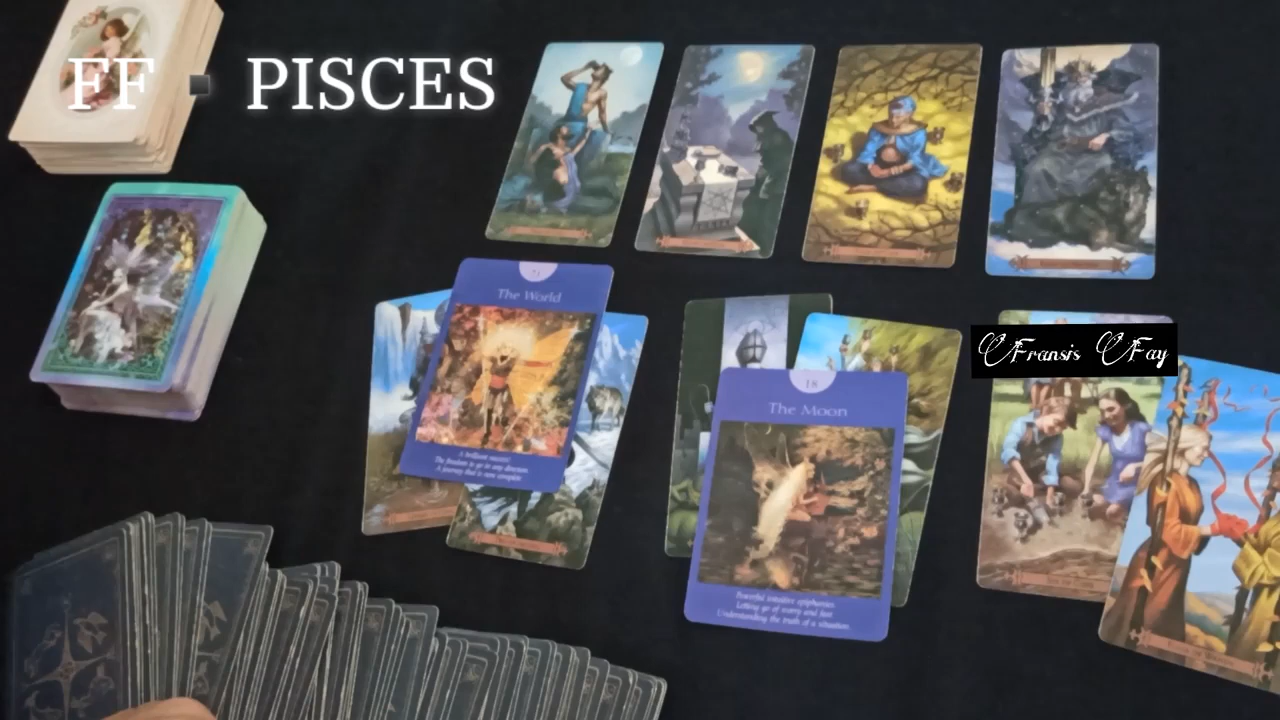 FF ▪ PISCES
21
The World
A brilliant success!
The freedom to go in any direction.
A journey that is now complete.
Fransis Fay
18
The Moon
Powerful intuitive epiphanies.
Letting go of worry and fear.
Understanding the truth of a situation.